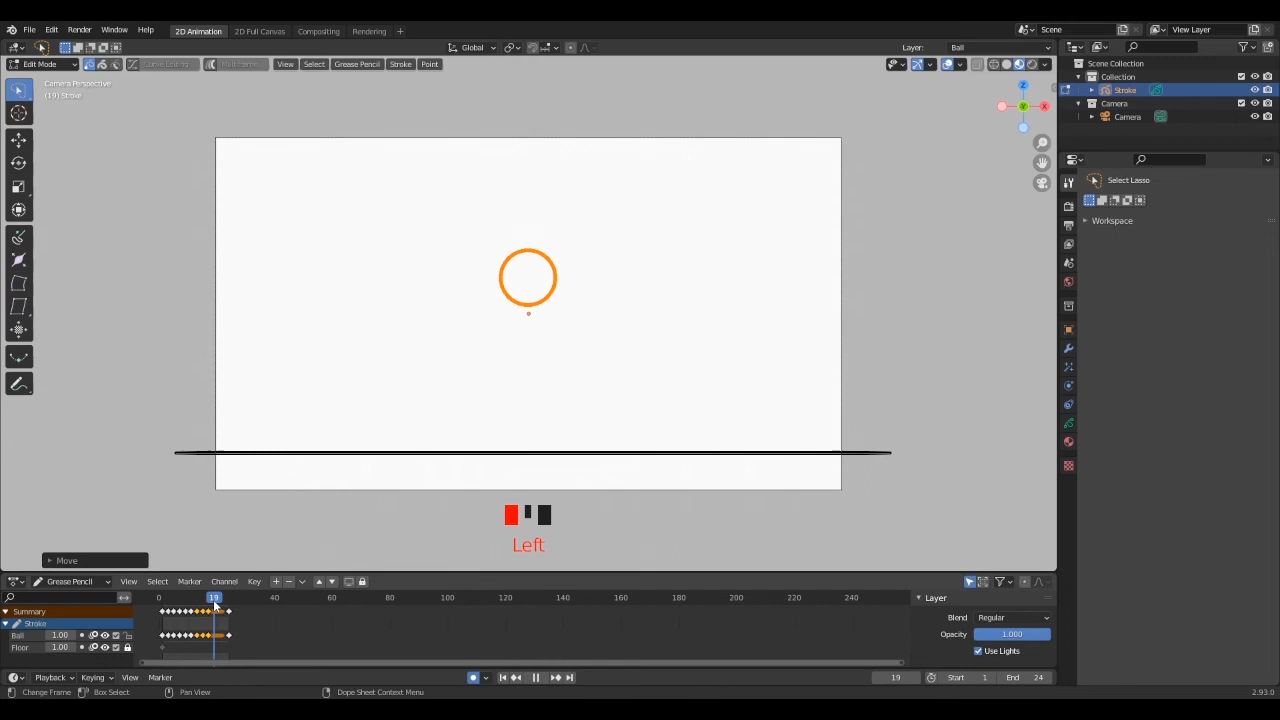 File Edit Render Window Help 2D Animation 2D Full Canvas Compositing Rendering + Scene View Layer
Global Layer: Ball
Edit Mode Curve Editing Multiframe View Select Grease Pencil Stroke Point
Scene Collection
Collection
Stroke
Camera
Camera
Camera Perspective
(19) Stroke
Z
X
Y
Select Lasso
Workspace
Left
Move
Grease Pencil View Select Marker Channel Key
19 0 40 60 80 100 120 140 160 180 200 220 240
Layer
Summary
Stroke
Ball 1.00
Floor 1.00
Blend Regular
Opacity 1.000
Use Lights
Playback Keying View Marker 19 Start 1 End 24
Change Frame Box Select Pan View Dope Sheet Context Menu 2.93.0